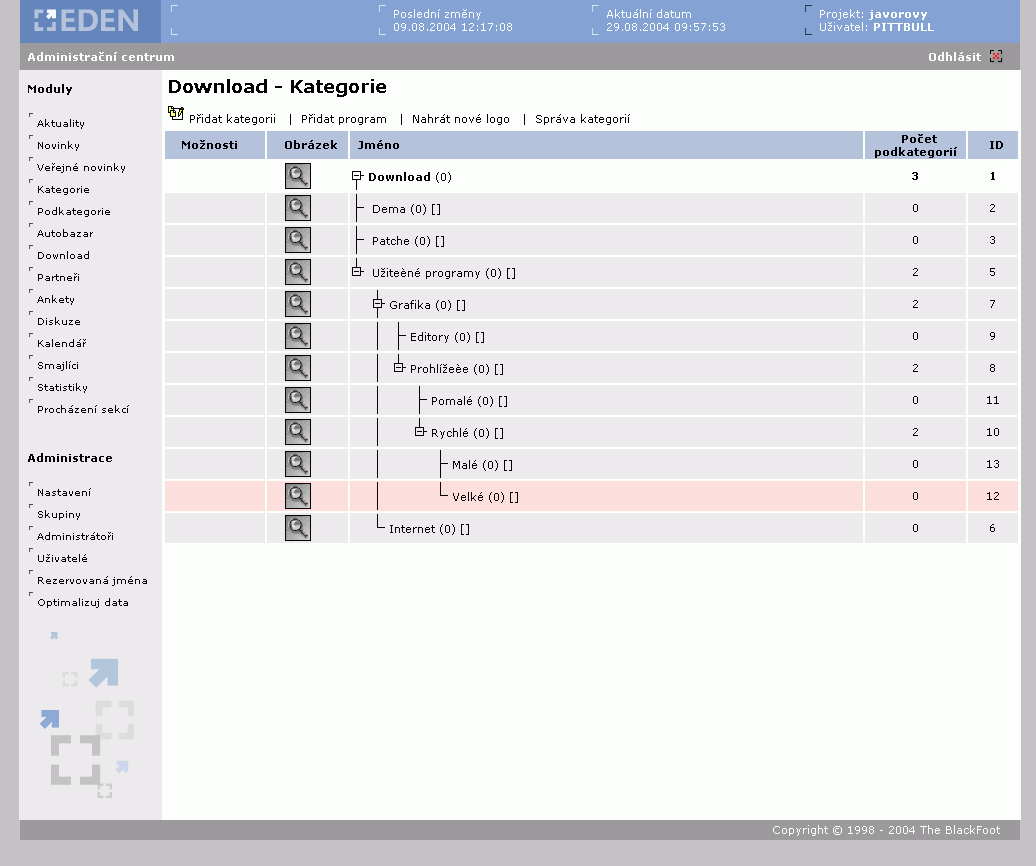 EDEN
Poslední změny
09.08.2004 12:17:08
Aktuální datum
29.08.2004 09:57:53
Projekt: javorovy
Uživatel: PITTBULL
Administrační centrum
Odhlásit
Moduly
Aktuality
Novinky
Veřejné novinky
Kategorie
Podkategorie
Autobazar
Download
Partneři
Ankety
Diskuze
Kalendář
Smajlíci
Statistiky
Procházení sekcí
Administrace
Nastavení
Skupiny
Administrátoři
Uživatelé
Rezervovaná jména
Optimalizuj data
Download - Kategorie
Přidat kategorii | Přidat program | Nahrát nové logo | Správa kategorií
Možnosti Obrázek Jméno Počet podkategorií ID
Download (0) 3 1
Dema (0) [] 0 2
Patche (0) [] 0 3
Užiteèné programy (0) [] 2 5
Grafika (0) [] 2 7
Editory (0) [] 0 9
Prohlížeèe (0) [] 2 8
Pomalé (0) [] 0 11
Rychlé (0) [] 2 10
Malé (0) [] 0 13
Velké (0) [] 0 12
Internet (0) [] 0 6
Copyright © 1998 - 2004 The BlackFoot